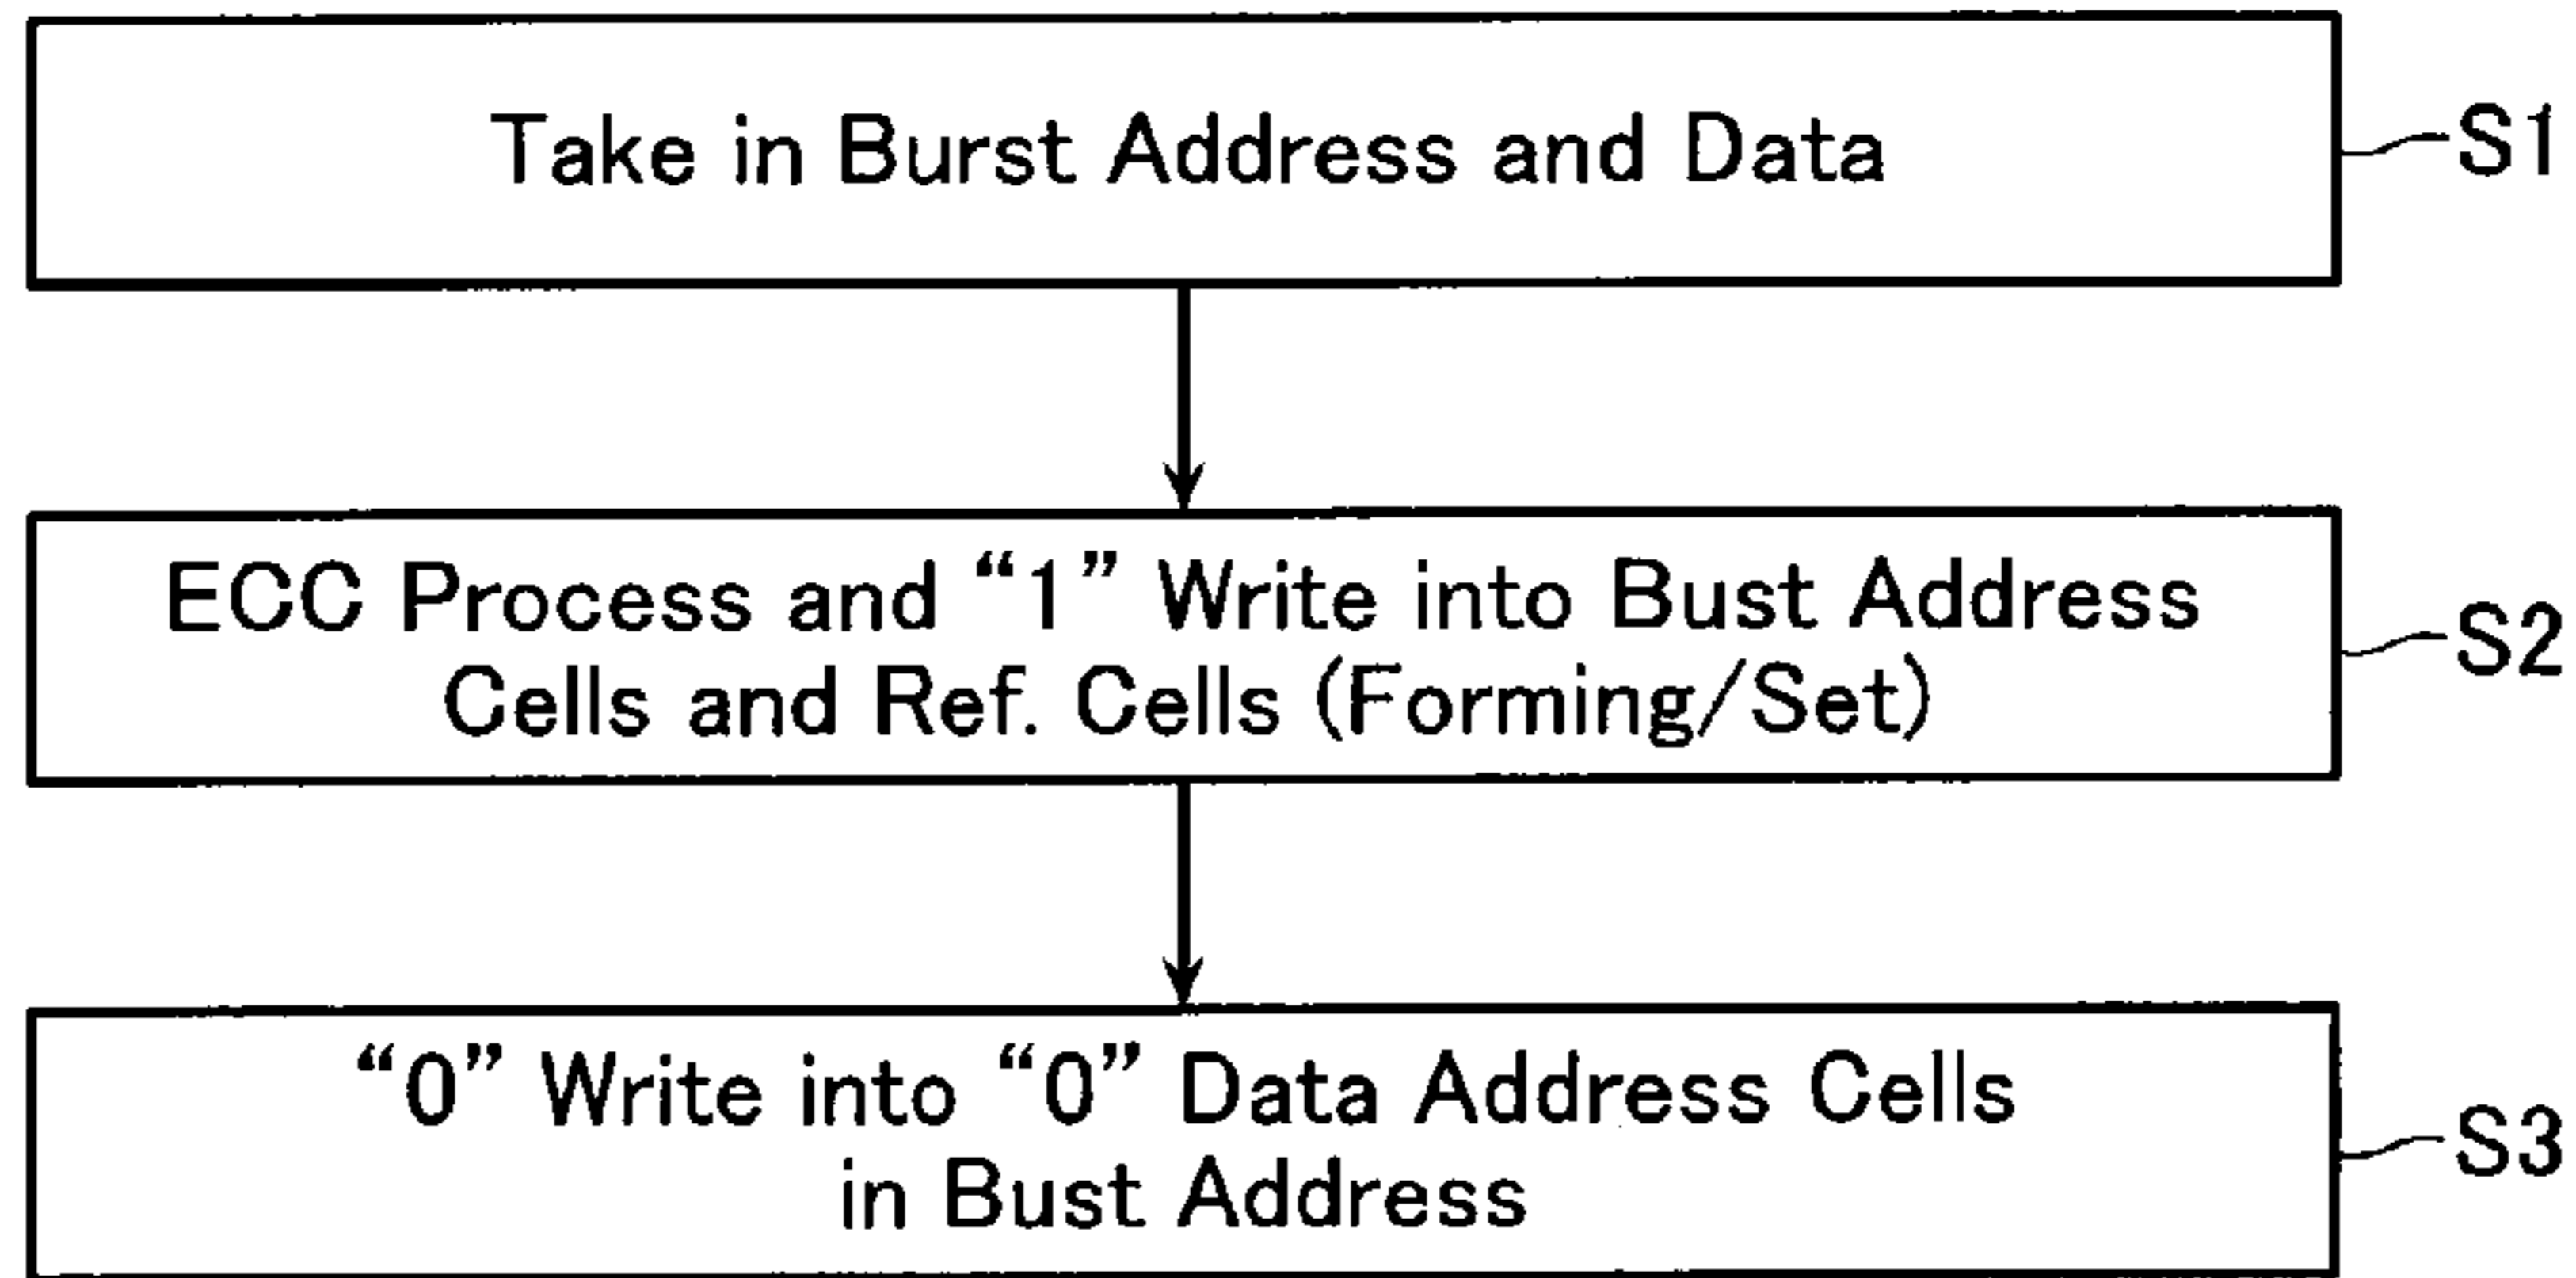 Take in Burst Address and Data
S1
ECC Process and “1” Write into Bust Address
Cells and Ref. Cells (Forming/Set)
S2
“0” Write into “0” Data Address Cells
in Bust Address
S3